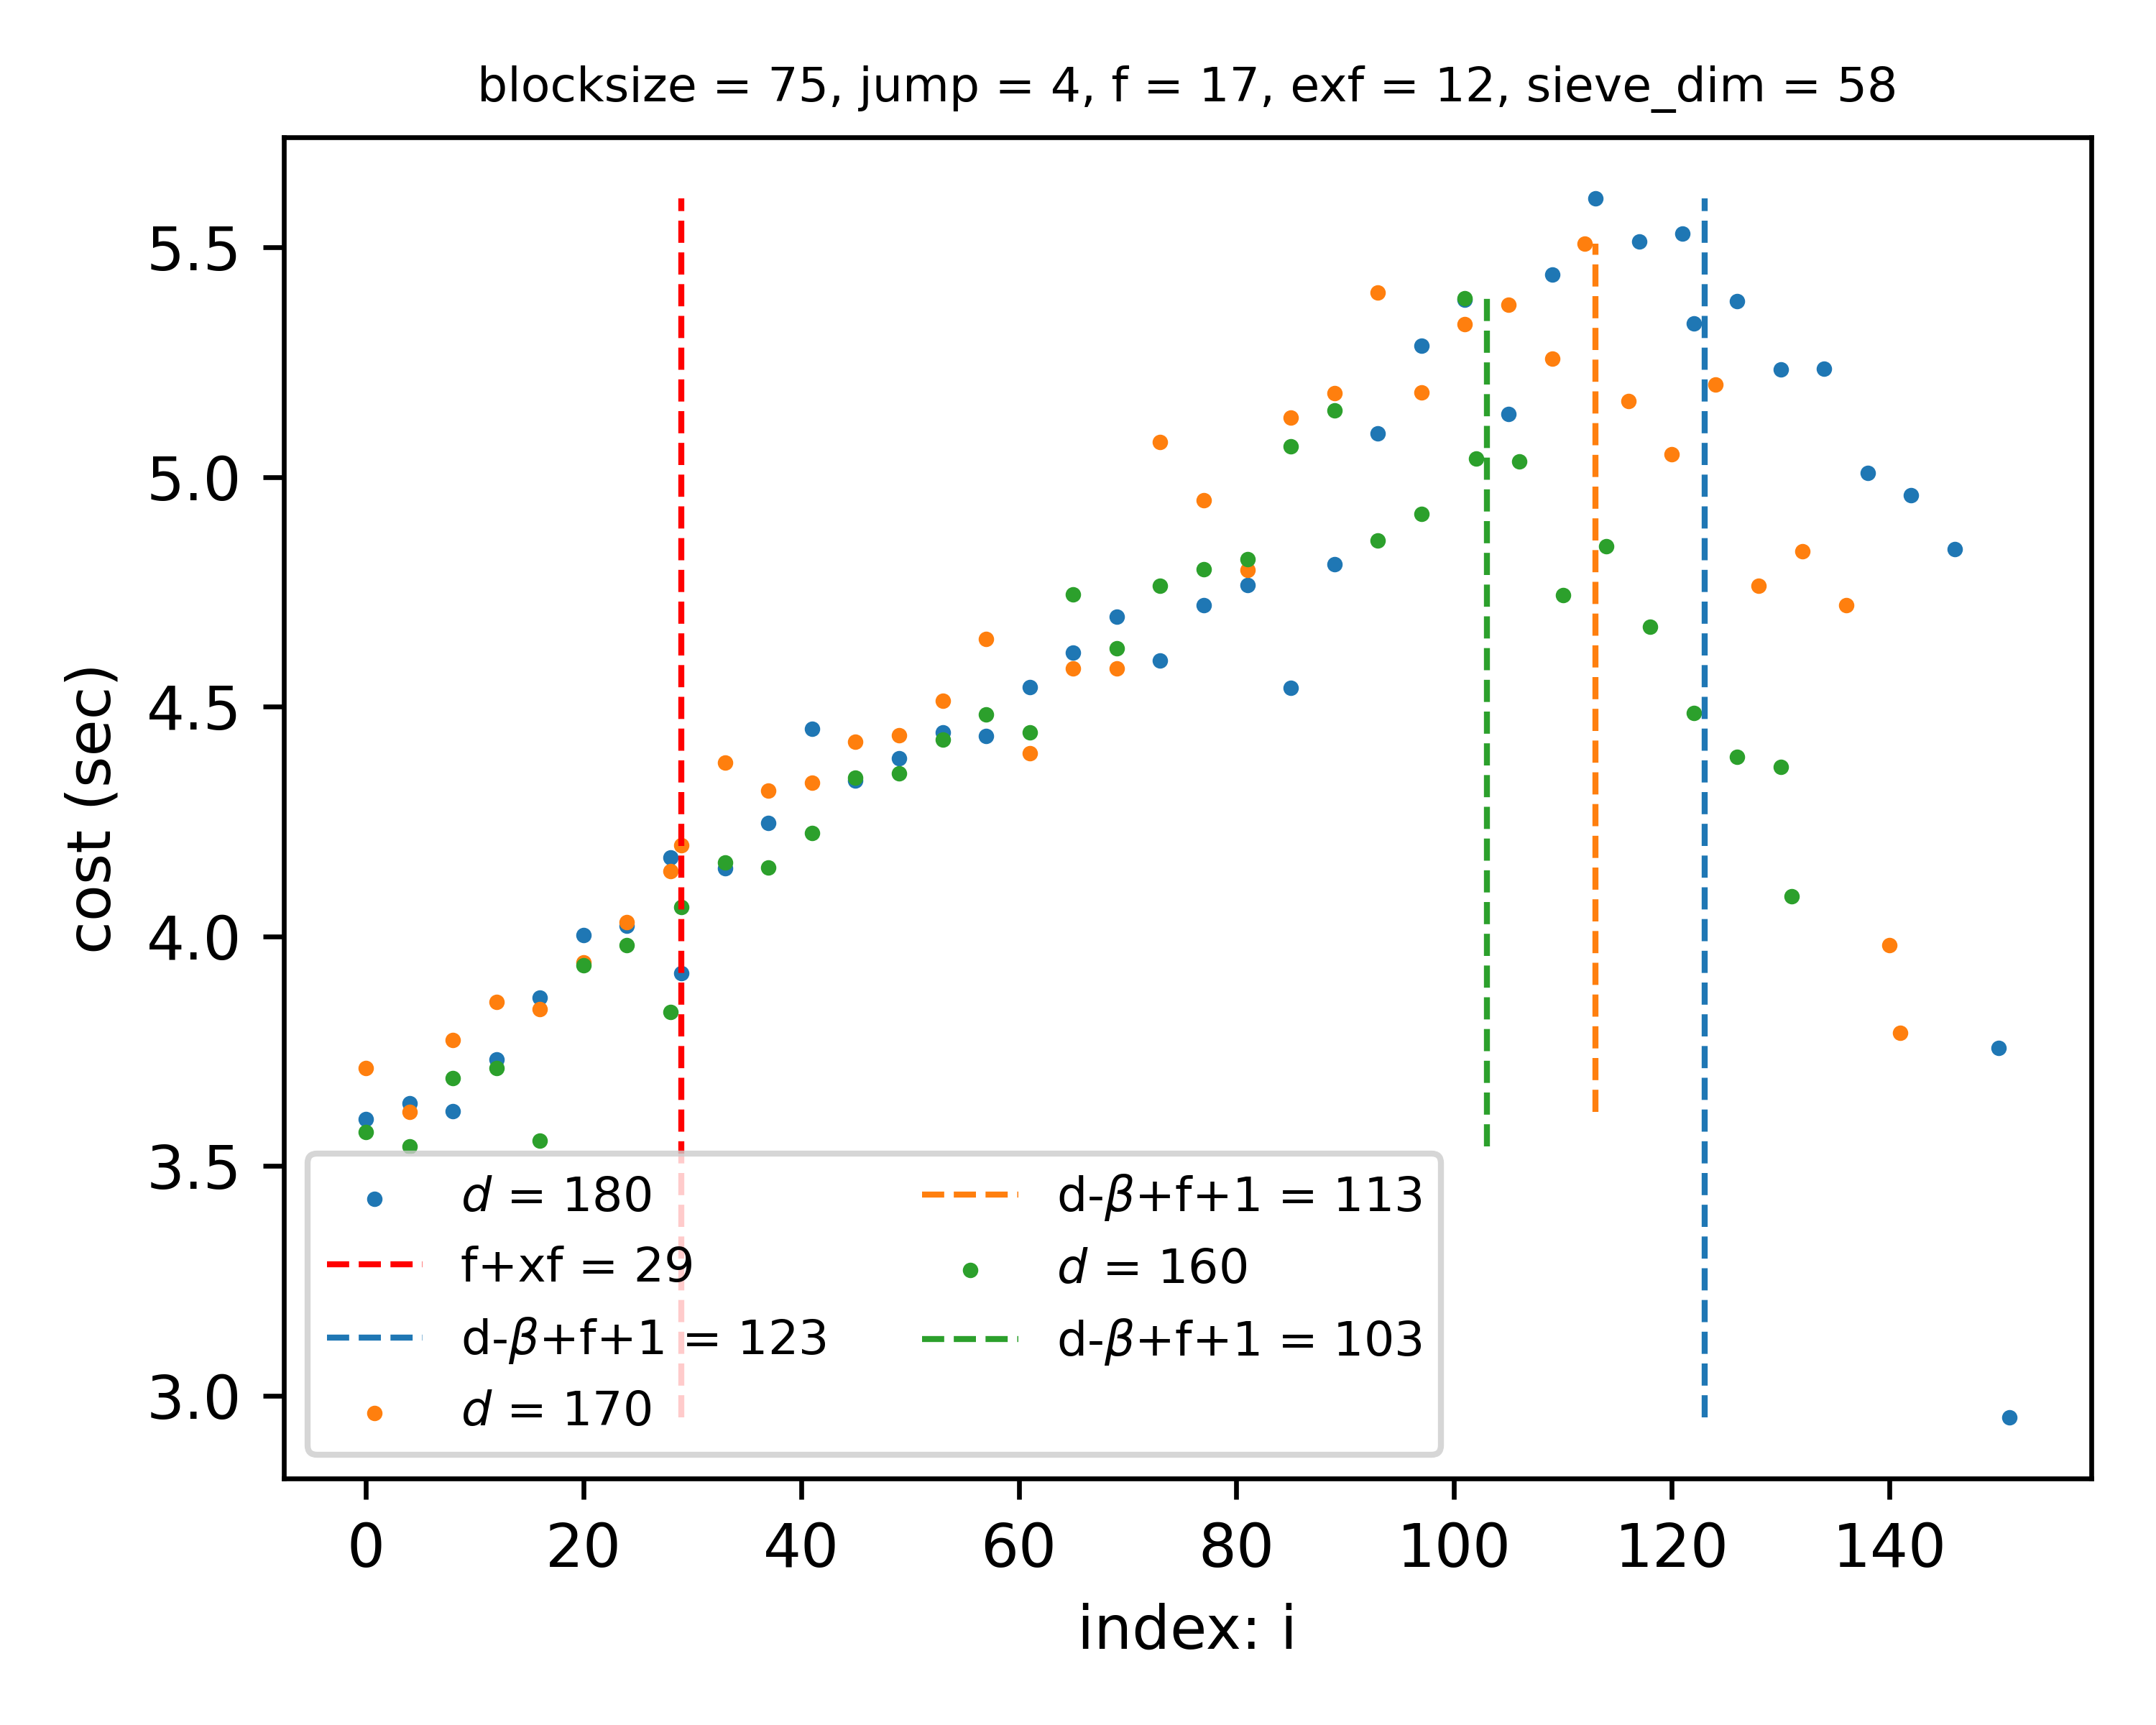 blocksize = 75, jump = 4, f = 17, exf = 12, sieve_dim = 58
cost (sec)
5.5
5.0
4.5
4.0
3.5
3.0
d = 180
f+xf = 29
d-β+f+1 = 123
d = 170
d-β+f+1 = 113
d = 160
d-β+f+1 = 103
0 20 40 60 80 100 120 140
index: i